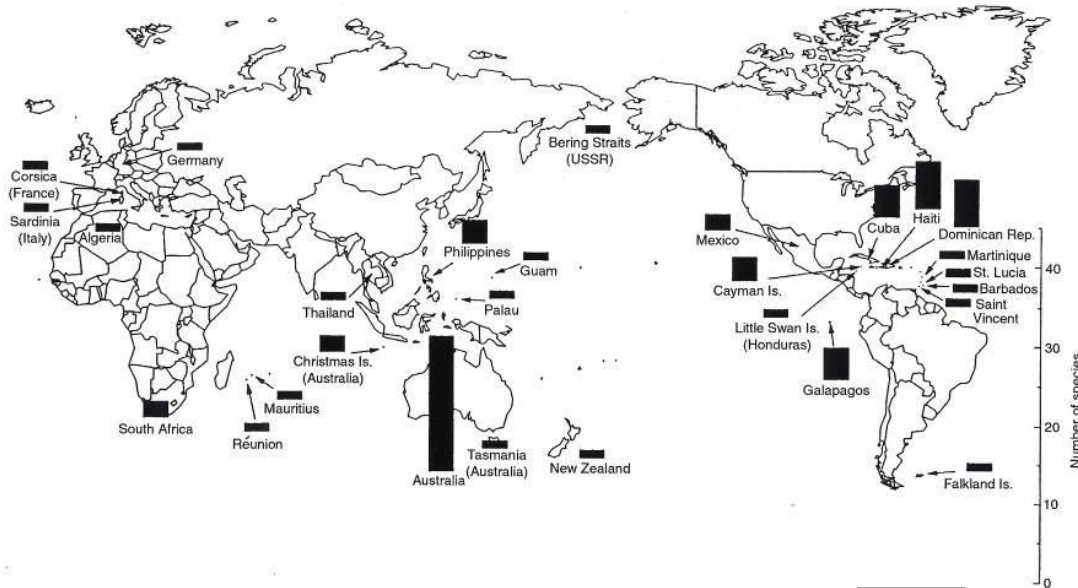 Bering Straits
(USSR)
Germany
Corsica
(France)
Sardinia
(Italy)
Algeria
Philippines
Guam
Thailand
Palau
Christmas Is.
(Australia)
Mauritius
South Africa
Réunion
Australia
Tasmania
(Australia)
New Zealand
Mexico
Cuba
Haiti
Dominican Rep.
Martinique
St. Lucia
Barbados
Saint
Vincent
Cayman Is.
Little Swan Is.
(Honduras)
Galapagos
Falkland Is.
40
30
20
10
0
Number of species